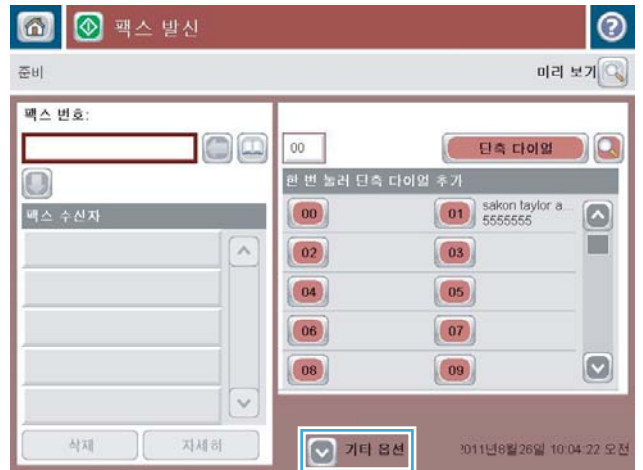 팩스 발신
준비
미리 보기
팩스 번호:
00
단축 다이얼
한 번 눌러 단축 다이얼 추가
팩스 수신자
00
01
sakon taylor a...
5555555
02
03
04
05
06
07
08
09
삭제
자세히
기타 옵션
2011년8월26일 10:04:22 오전